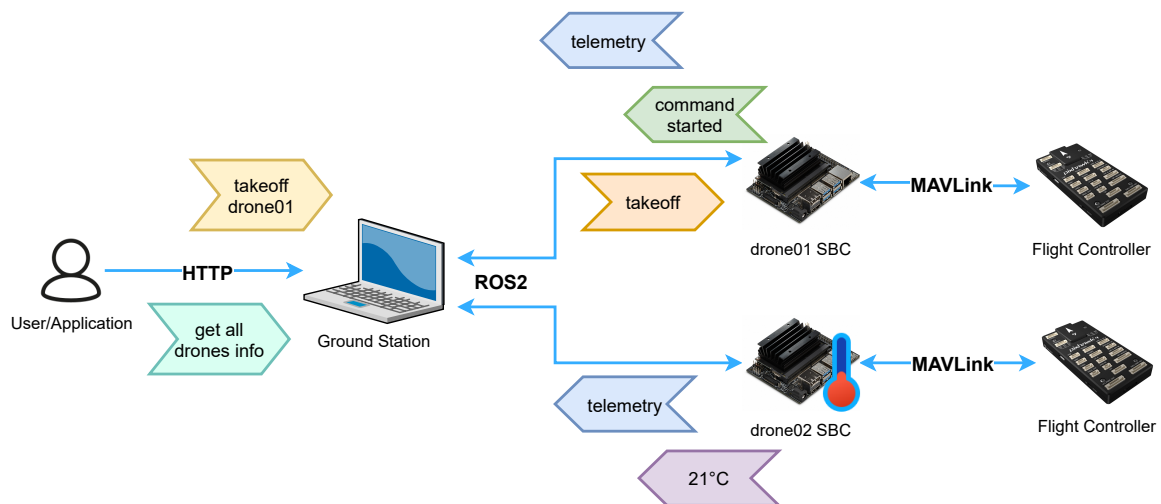 telemetry
command
started
takeoff
drone01
takeoff
MAVLink
drone01 SBC
Flight Controller
HTTP
ROS2
User/Application
get all
drones info
Ground Station
MAVLink
telemetry
drone02 SBC
Flight Controller
21°C